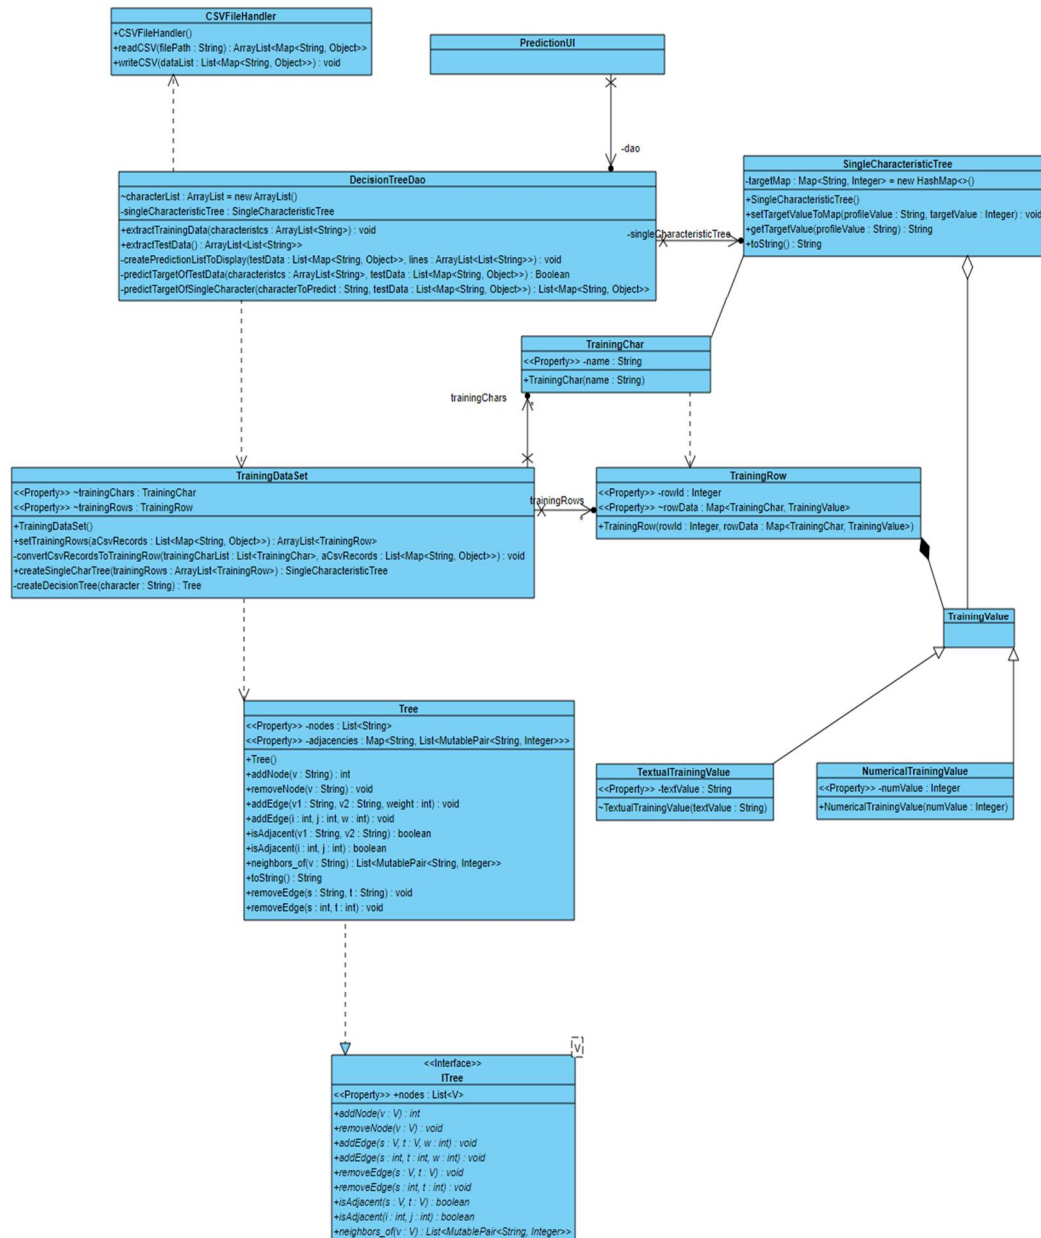 CSVFileHandler
+CSVFileHandler()
+readCSV(filePath : String) : ArrayList<Map<String, Object>>
+writeCSV(dataList : List<Map<String, Object>>) : void
PredictionUI
-dao
DecisionTreeDao
~characterList : ArrayList = new ArrayList()
-singleCharacteristicTree : SingleCharacteristicTree
+extractTrainingData(characteristcs : ArrayList<String>) : void
+extractTestData() : ArrayList<List<String>>
-createPredictionListToDisplay(testData : List<Map<String, Object>>, lines : ArrayList<List<String>>) : void
-predictTargetOfTestData(characteristcs : ArrayList<String>, testData : List<Map<String, Object>>) : Boolean
-predictTargetOfSingleCharacter(characterToPredict : String, testData : List<Map<String, Object>>) : List<Map<String, Object>>
-singleCharacteristicTree
SingleCharacteristicTree
-targetMap : Map<String, Integer> = new HashMap<>()
+SingleCharacteristicTree()
+setTargetValueToMap(profileValue : String, targetValue : Integer) : void
+getTargetValue(profileValue : String) : String
+toString() : String
TrainingChar
<<Property>> -name : String
+TrainingChar(name : String)
trainingChars
*
TrainingDataSet
<<Property>> ~trainingChars : TrainingChar
<<Property>> ~trainingRows : TrainingRow
+TrainingDataSet()
+setTrainingRows(aCsvRecords : List<Map<String, Object>>) : ArrayList<TrainingRow>
-convertCsvRecordsToTrainingRow(trainingCharList : List<TrainingChar>, aCsvRecords : List<Map<String, Object>>) : void
+createSingleCharTree(trainingRows : ArrayList<TrainingRow>) : SingleCharacteristicTree
-createDecisionTree(character : String) : Tree
trainingRows
*
TrainingRow
<<Property>> -rowId : Integer
<<Property>> ~rowData : Map<TrainingChar, TrainingValue>
+TrainingRow(rowId : Integer, rowData : Map<TrainingChar, TrainingValue>)
TrainingValue
Tree
<<Property>> -nodes : List<String>
<<Property>> -adjacencies : Map<String, List<MutablePair<String, Integer>>>
+Tree()
+addNode(v : String) : int
+removeNode(v : String) : void
+addEdge(v1 : String, v2 : String, weight : int) : void
+addEdge(i : int, j : int, w : int) : void
+isAdjacent(v1 : String, v2 : String) : boolean
+isAdjacent(i : int, j : int) : boolean
+neighbors_of(v : String) : List<MutablePair<String, Integer>>
+toString() : String
+removeEdge(s : String, t : String) : void
+removeEdge(s : int, t : int) : void
TextualTrainingValue
<<Property>> -textValue : String
~TextualTrainingValue(textValue : String)
NumericalTrainingValue
<<Property>> -numValue : Integer
+NumericalTrainingValue(numValue : Integer)
V
<<Interface>>
ITree
<<Property>> +nodes : List<V>
+addNode(v : V) : int
+removeNode(v : V) : void
+addEdge(s : V, t : V, w : int) : void
+addEdge(s : int, t : int, w : int) : void
+removeEdge(s : V, t : V) : void
+removeEdge(s : int, t : int) : void
+isAdjacent(s : V, t : V) : boolean
+isAdjacent(i : int, j : int) : boolean
+neighbors_of(v : V) : List<MutablePair<String, Integer>>